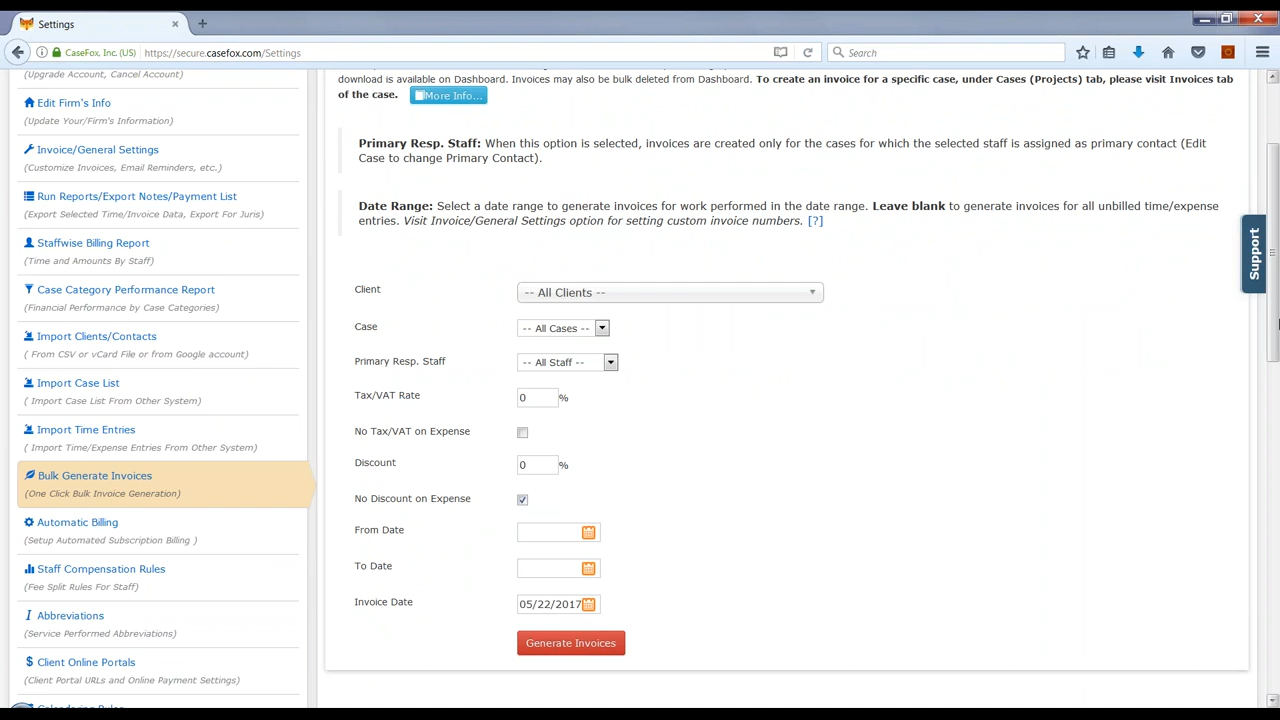 Settings
CaseFox, Inc. (US)
https://secure.casefox.com/Settings
Search
(Upgrade Account, Cancel Account)
Edit Firm's Info
(Update Your/Firm's Information)
Invoice/General Settings
(Customize Invoices, Email Reminders, etc.)
Run Reports/Export Notes/Payment List
(Export Selected Time/Invoice Data, Export For Juris)
Staffwise Billing Report
(Time and Amounts By Staff)
Case Category Performance Report
(Financial Performance by Case Categories)
Import Clients/Contacts
( From CSV or vCard File or from Google account)
Import Case List
( Import Case List From Other System)
Import Time Entries
( Import Time/Expense Entries From Other System)
Bulk Generate Invoices
(One Click Bulk Invoice Generation)
Automatic Billing
(Setup Automated Subscription Billing )
Staff Compensation Rules
(Fee Split Rules For Staff)
Abbreviations
(Service Performed Abbreviations)
Client Online Portals
(Client Portal URLs and Online Payment Settings)
download is available on Dashboard. Invoices may also be bulk deleted from Dashboard. To create an invoice for a specific case, under Cases (Projects) tab, please visit Invoices tab
of the case. More Info...
Primary Resp. Staff: When this option is selected, invoices are created only for the cases for which the selected staff is assigned as primary contact (Edit
Case to change Primary Contact).
Date Range: Select a date range to generate invoices for work performed in the date range. Leave blank to generate invoices for all unbilled time/expense
entries. Visit Invoice/General Settings option for setting custom invoice numbers. [?]
Client
-- All Clients --
Case
-- All Cases --
Primary Resp. Staff
-- All Staff --
Tax/VAT Rate
0 %
No Tax/VAT on Expense
Discount
0 %
No Discount on Expense
From Date
To Date
Invoice Date
05/22/2017
Generate Invoices
Support